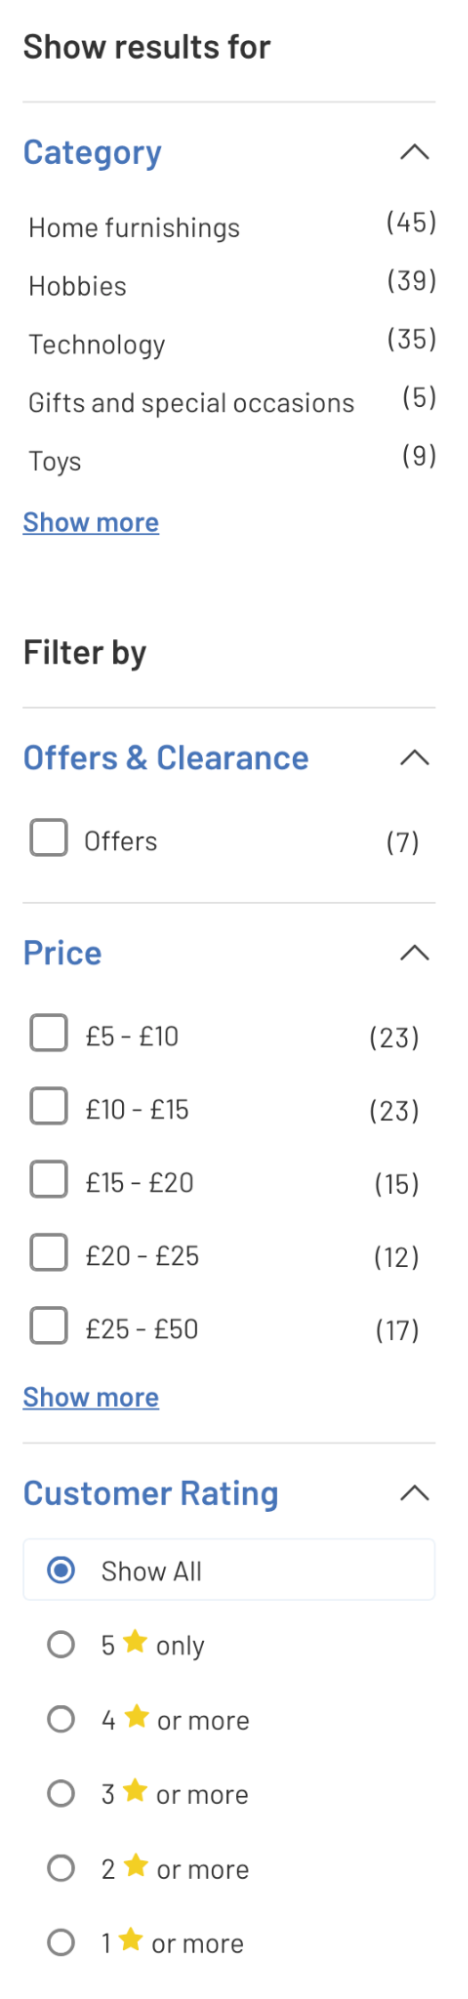 Show results for
Category
Home furnishings (45)
Hobbies (39)
Technology (35)
Gifts and special occasions (5)
Toys (9)
Show more
Filter by
Offers & Clearance
Offers (7)
Price
£5 - £10 (23)
£10 - £15 (23)
£15 - £20 (15)
£20 - £25 (12)
£25 - £50 (17)
Show more
Customer Rating
Show All
5 ★ only
4 ★ or more
3 ★ or more
2 ★ or more
1 ★ or more